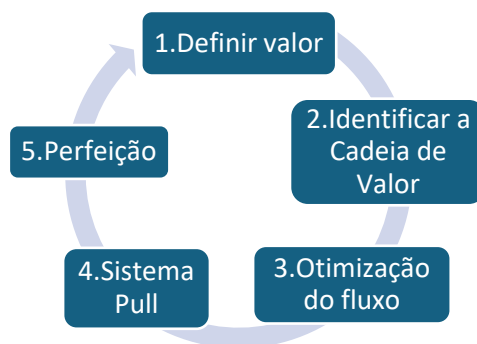 1.Definir valor
2.Identificar a
Cadeia de
Valor
3.Otimização
do fluxo
4.Sistema
Pull
5.Perfeição